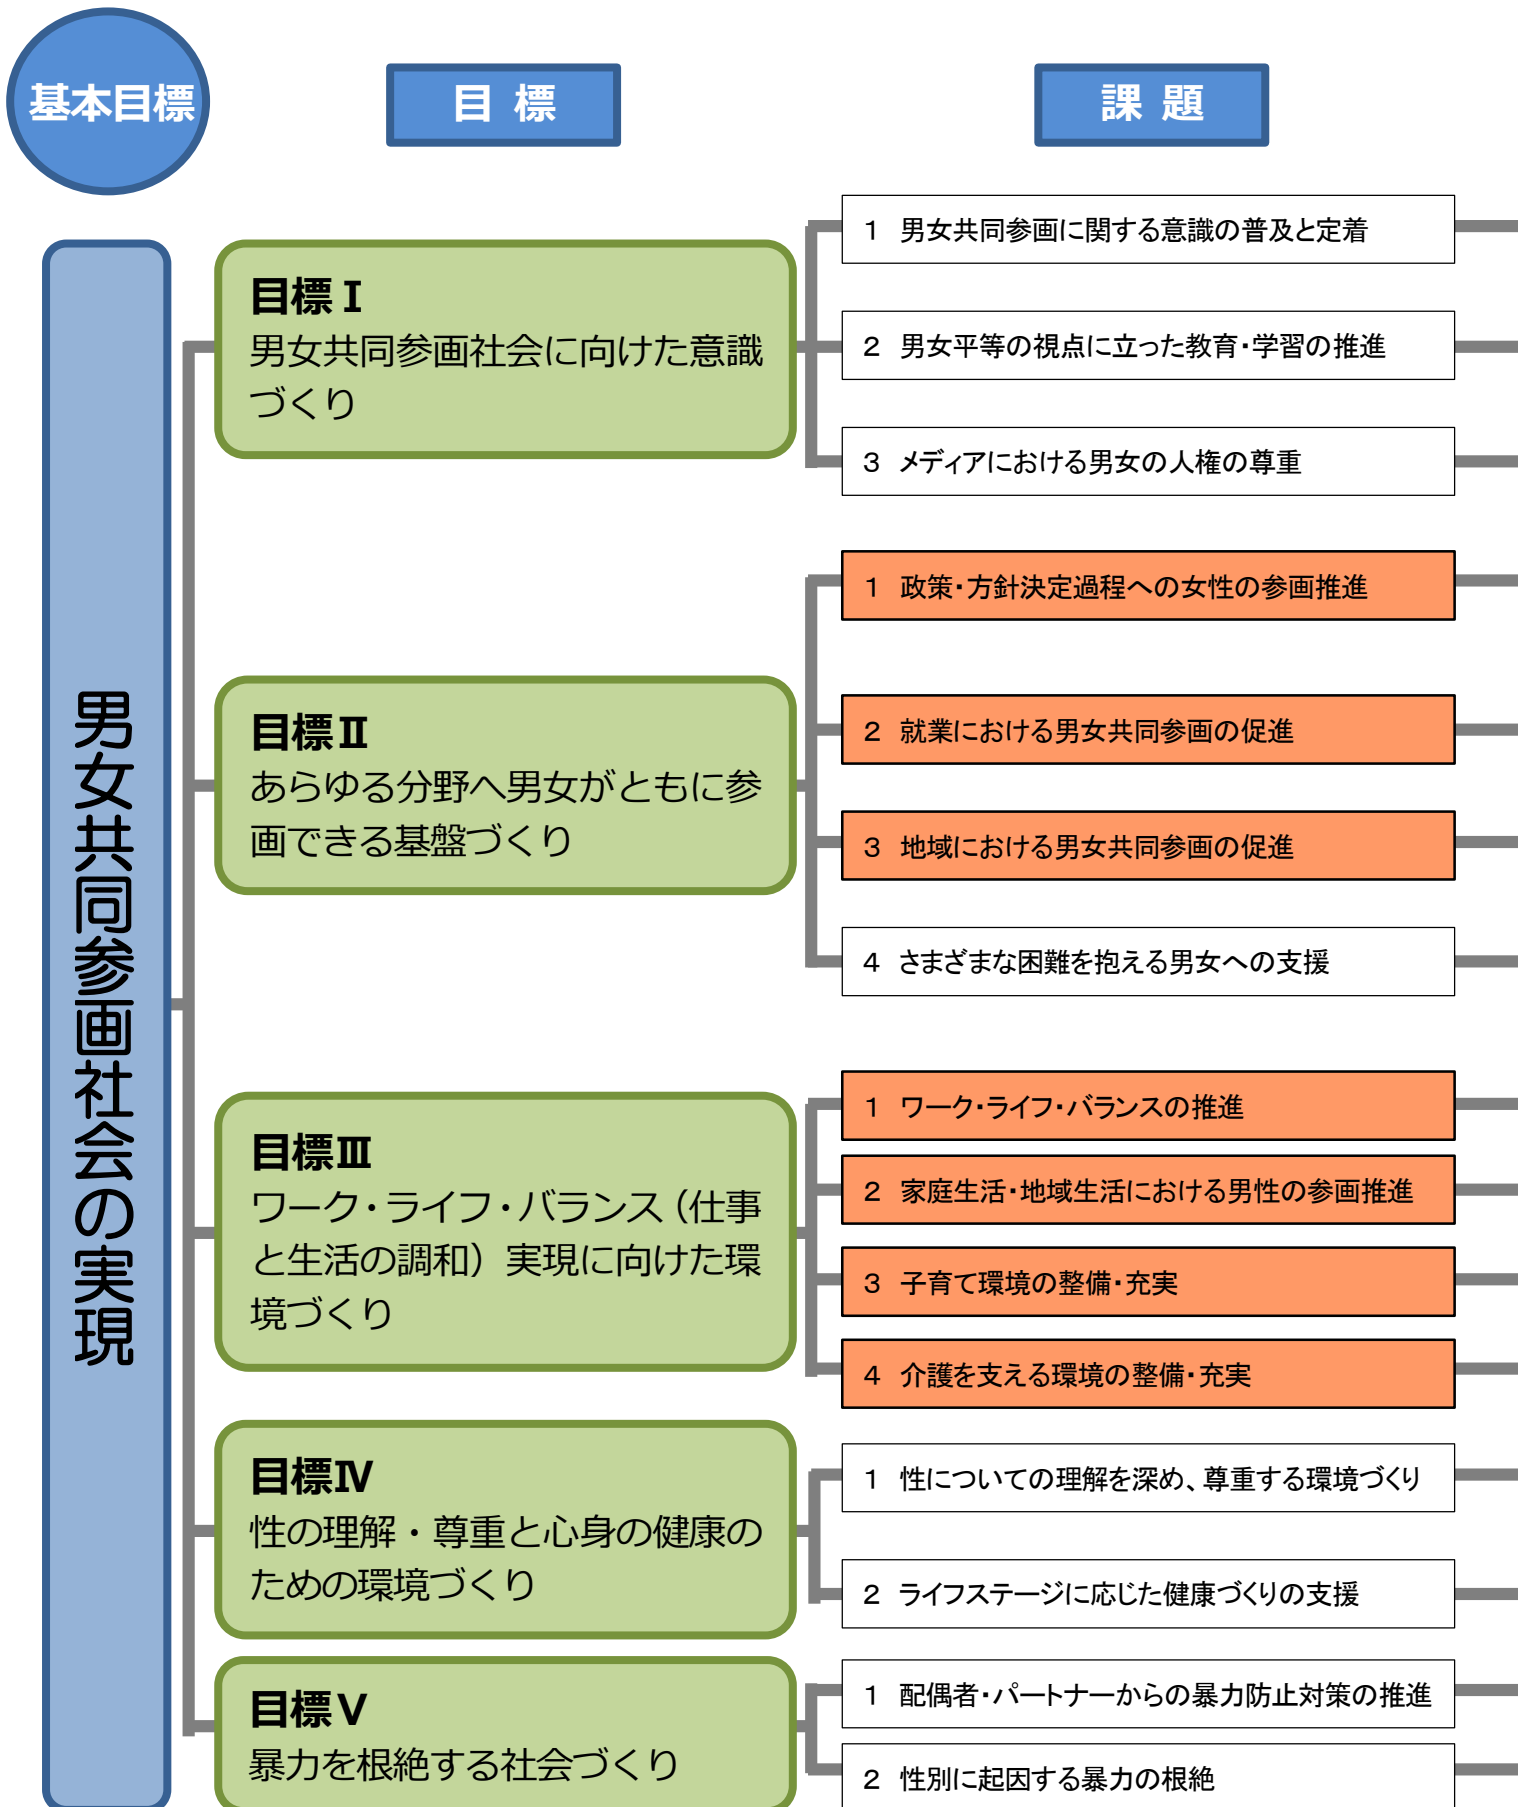 基本目標
目 標
課 題
男女共同参画社会の実現
目標Ⅰ
男女共同参画社会に向けた意識
づくり
1 男女共同参画に関する意識の普及と定着
2 男女平等の視点に立った教育・学習の推進
3 メディアにおける男女の人権の尊重
目標Ⅱ
あらゆる分野へ男女がともに参
画できる基盤づくり
1 政策・方針決定過程への女性の参画推進
2 就業における男女共同参画の促進
3 地域における男女共同参画の促進
4 さまざまな困難を抱える男女への支援
目標Ⅲ
ワーク・ライフ・バランス（仕事
と生活の調和）実現に向けた環
境づくり
1 ワーク・ライフ・バランスの推進
2 家庭生活・地域生活における男性の参画推進
3 子育て環境の整備・充実
4 介護を支える環境の整備・充実
目標Ⅳ
性の理解・尊重と心身の健康の
ための環境づくり
1 性についての理解を深め、尊重する環境づくり
2 ライフステージに応じた健康づくりの支援
目標Ⅴ
暴力を根絶する社会づくり
1 配偶者・パートナーからの暴力防止対策の推進
2 性別に起因する暴力の根絶